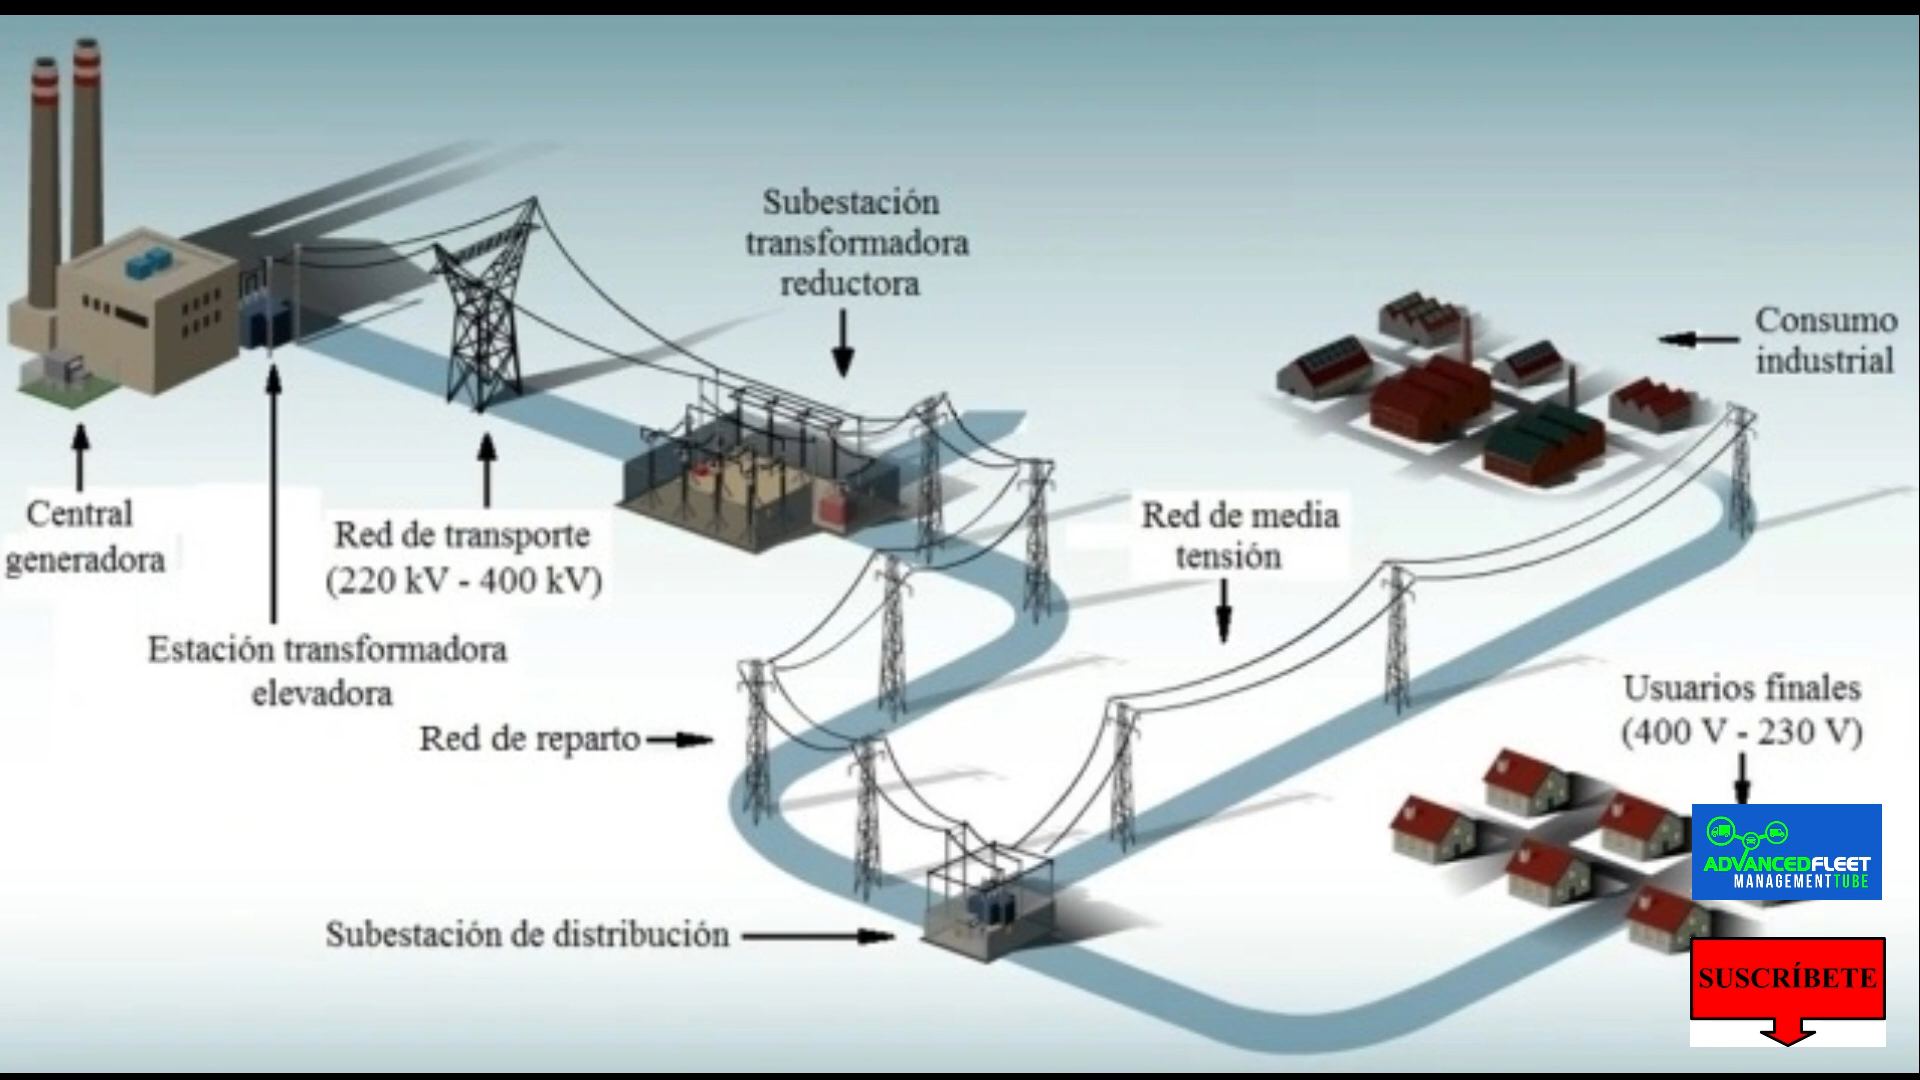 Subestación
transformadora
reductora
Consumo
industrial
Central
generadora
Red de transporte
(220 kV - 400 kV)
Red de media
tensión
Estación transformadora
elevadora
Red de reparto
Usuarios finales
(400 V - 230 V)
Subestación de distribución
ADVANCEDFLEET
MANAGEMENTTUBE
SUSCRÍBETE